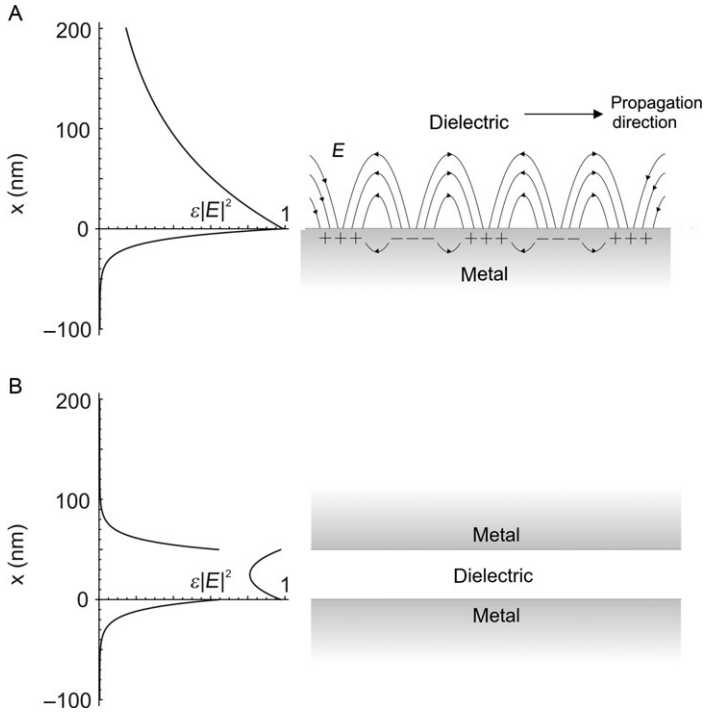 A
200
100
0
−100
x (nm)
ε|E|²
1
E
Dielectric
Propagation
direction
+ + + − − − + + + − − − + + +
Metal
B
200
100
0
−100
x (nm)
ε|E|²
1
Metal
Dielectric
Metal